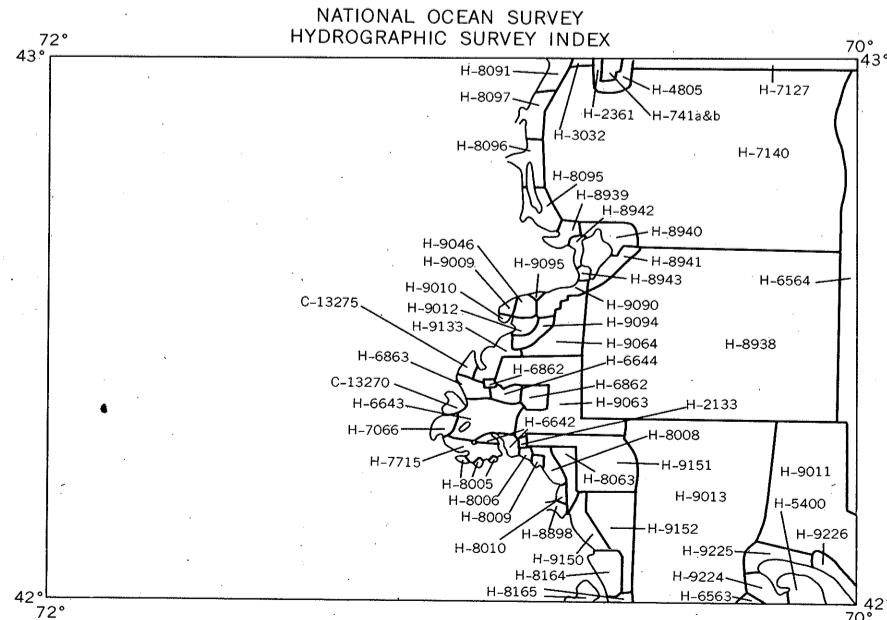 NATIONAL OCEAN SURVEY
HYDROGRAPHIC SURVEY INDEX
72°
70°
43°
43°
H-8091
H-4805
H-7127
H-8097
H-2361
H-741a&b
H-3032
H-8096
H-7140
H-8095
H-8939
H-8942
H-8940
H-9046
H-9009
H-9095
H-8941
H-8943
H-6564
H-9010
C-13275
H-9012
H-9090
H-9133
H-9094
H-9064
H-8938
H-6863
H-6644
H-6862
C-13270
H-6862
H-6643
H-9063
H-2133
H-7066
H-6642
H-8008
H-7715
H-9151
H-9011
H-8005
H-8063
H-8006
H-9013
H-5400
H-8009
H-8898
H-9152
H-9226
H-8010
H-9150
H-9225
H-8164
H-9224
H-8165
H-6563
42°
42°
72°
70°